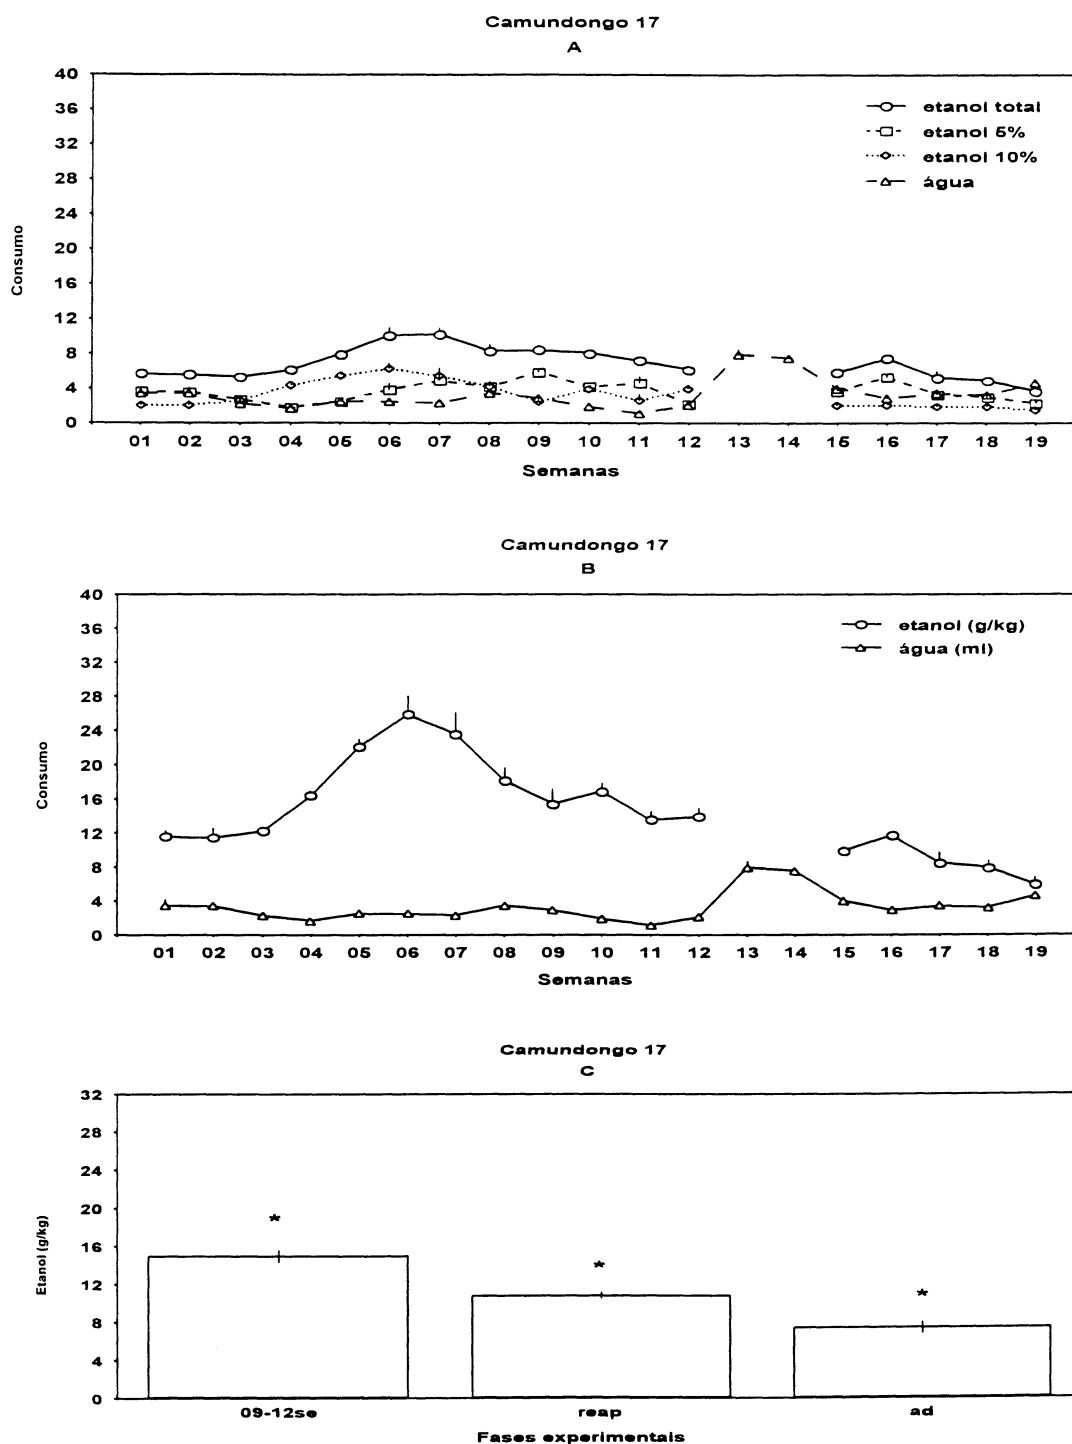 Camundongo 17
A
40
36
32
28
24
20
16
12
8
4
0
Consumo
etanol total
etanol 5%
etanol 10%
água
01 02 03 04 05 06 07 08 09 10 11 12 13 14 15 16 17 18 19
Semanas
Camundongo 17
B
40
36
32
28
24
20
16
12
8
4
0
Consumo
etanol (g/kg)
água (ml)
01 02 03 04 05 06 07 08 09 10 11 12 13 14 15 16 17 18 19
Semanas
Camundongo 17
C
32
28
24
20
16
12
8
4
0
Etanol (g/kg)
*
*
*
09-12se reap ad
Fases experimentais